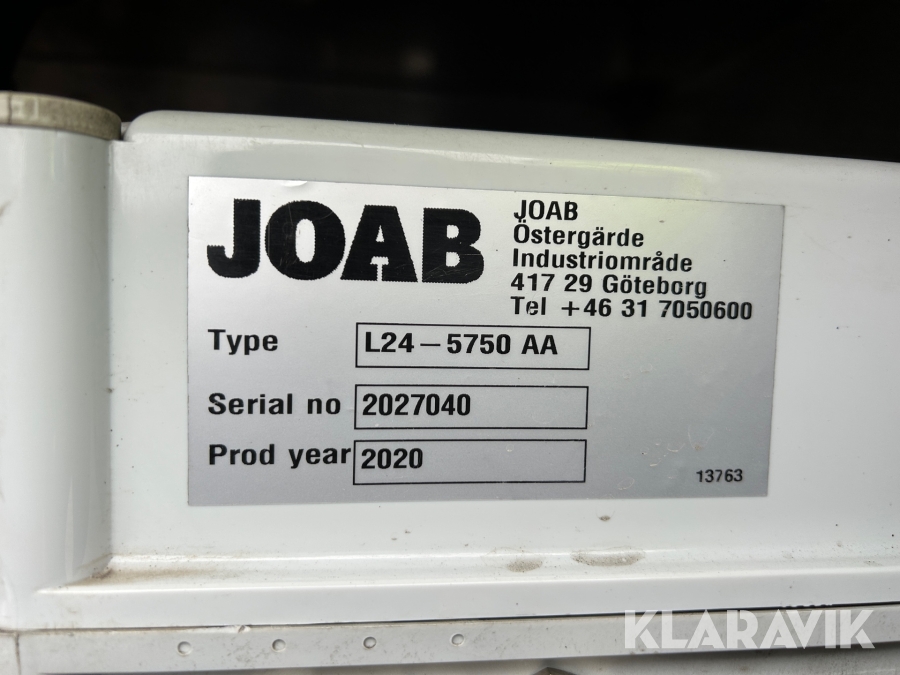 JOAB
JOAB
Östergärde
Industriområde
417 29 Göteborg
Tel +46 31 7050600
Type L24-5750 AA
Serial no 2027040
Prod year 2020
13763
KLARAVIK